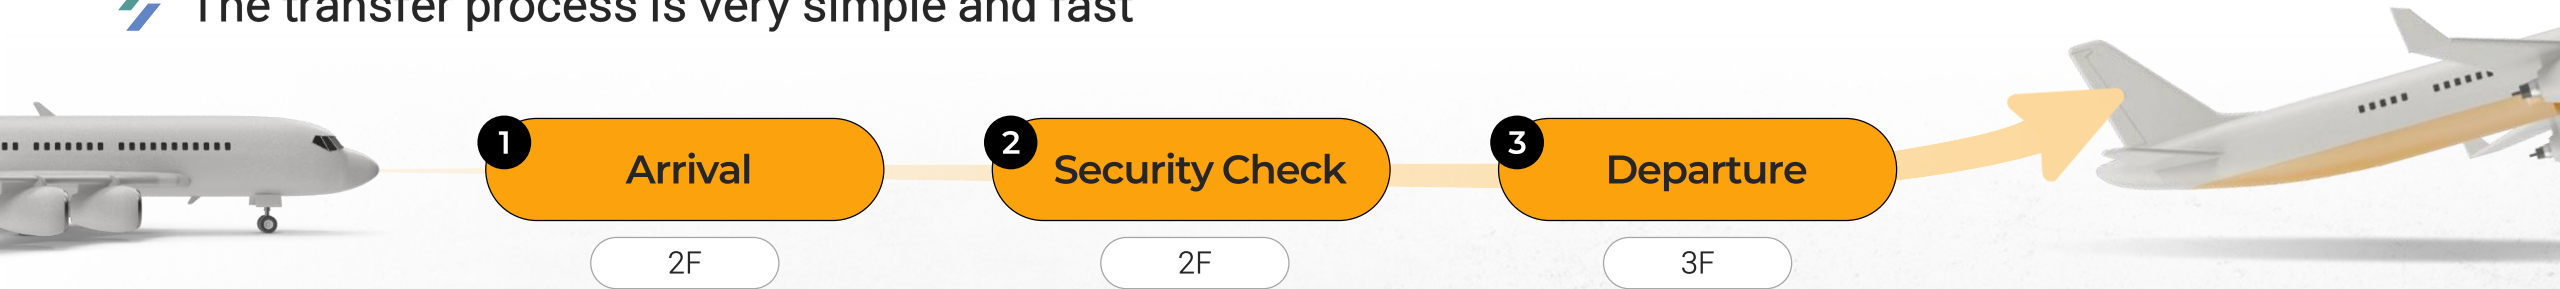 The transfer process is very simple and fast
1 Arrival
2F
2 Security Check
2F
3 Departure
3F